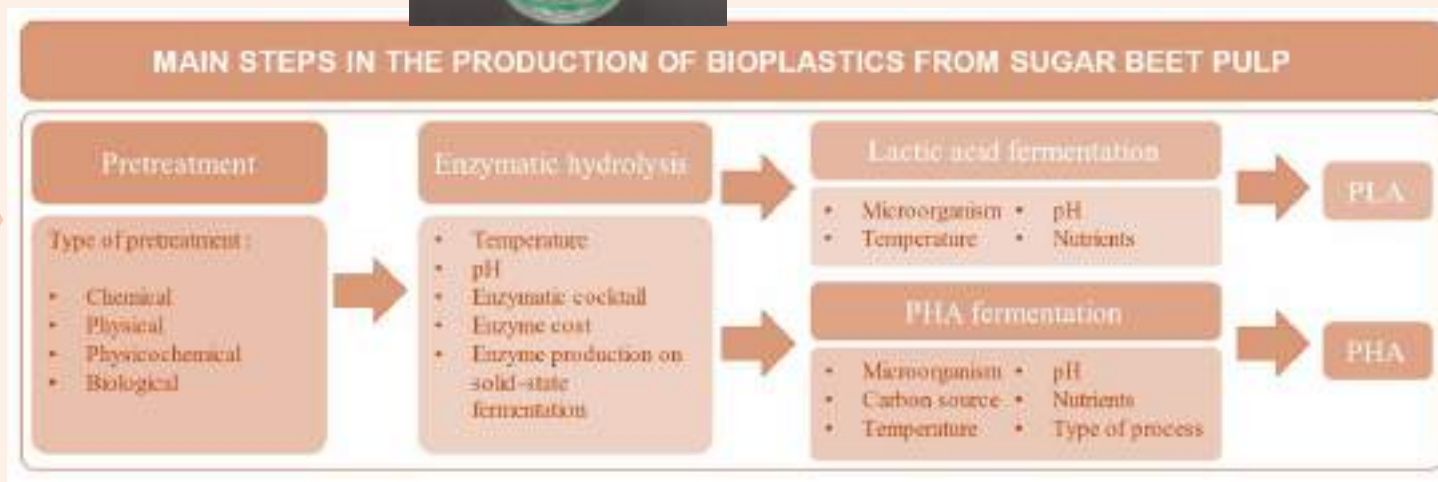 MAIN STEPS IN THE PRODUCTION OF BIOPLASTICS FROM SUGAR BEET PULP
Pretreatment
Type of pretreatment :
• Chemical
• Physical
• Physicochemical
• Biological
Enzymatic hydrolysis
• Temperature
• pH
• Enzymatic cocktail
• Enzyme cost
• Enzyme production on
solid-state
fermentation
Lactic acid fermentation
• Microorganism • pH
• Temperature • Nutrients
PLA
PHA fermentation
• Microorganism • pH
• Carbon source • Nutrients
• Temperature • Type of process
PHA